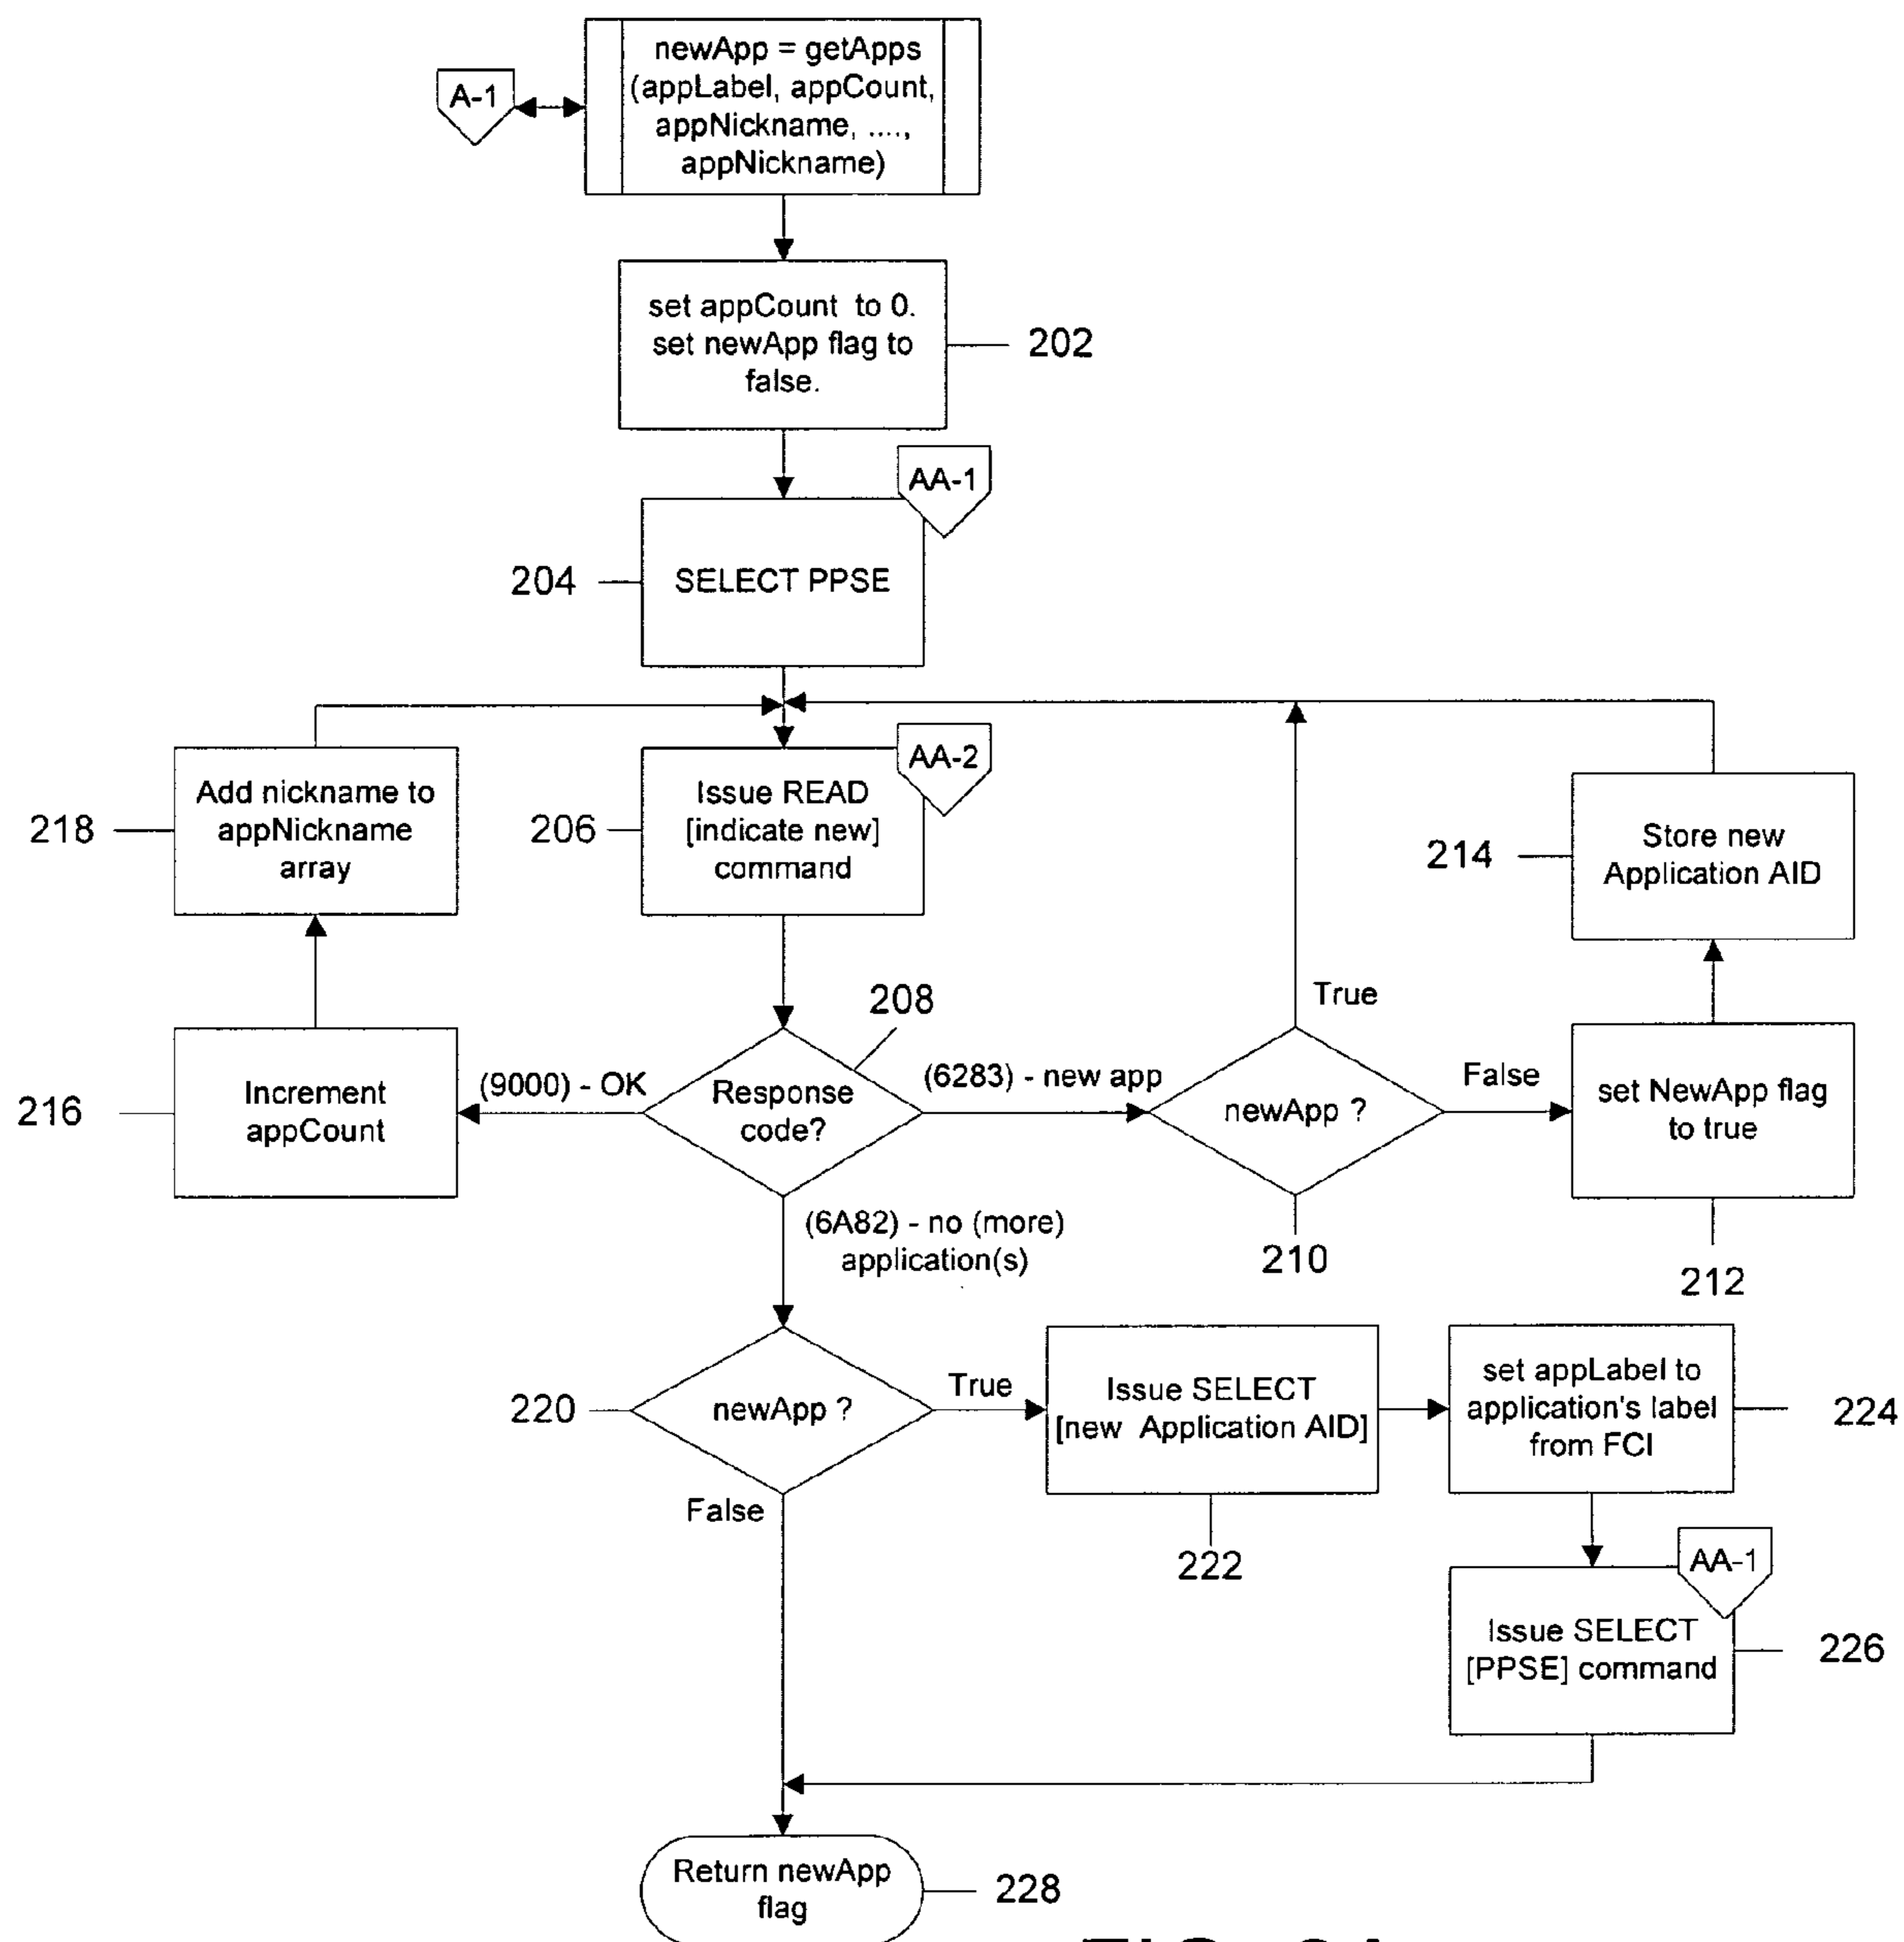 newApp = getApps
(appLabel, appCount,
appNickname, ....,
appNickname)
A-1
set appCount to 0.
set newApp flag to
false.
202
AA-1
204
SELECT PPSE
218
Add nickname to
appNickname
array
206
Issue READ
[indicate new]
command
AA-2
214
Store new
Application AID
216
Increment
appCount
(9000) - OK
208
Response
code?
(6283) - new app
True
newApp ?
210
False
set NewApp flag
to true
212
(6A82) - no (more)
application(s)
220
newApp ?
True
Issue SELECT
[new Application AID]
222
set appLabel to
application's label
from FCI
224
False
AA-1
Issue SELECT
[PPSE] command
226
Return newApp
flag
228